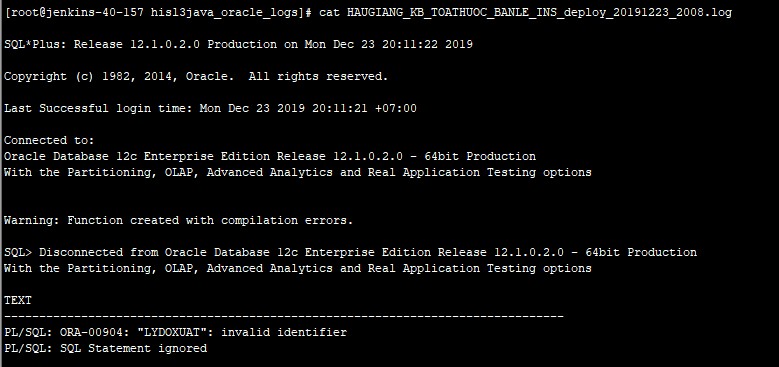 [root@jenkins-40-157 hisl3java_oracle_logs]# cat HAUGIANG_KB_TOATHUOC_BANLE_INS_deploy_20191223_2008.log
SQL*Plus: Release 12.1.0.2.0 Production on Mon Dec 23 20:11:22 2019
Copyright (c) 1982, 2014, Oracle.  All rights reserved.
Last Successful login time: Mon Dec 23 2019 20:11:21 +07:00
Connected to:
Oracle Database 12c Enterprise Edition Release 12.1.0.2.0 - 64bit Production
With the Partitioning, OLAP, Advanced Analytics and Real Application Testing options
Warning: Function created with compilation errors.
SQL> Disconnected from Oracle Database 12c Enterprise Edition Release 12.1.0.2.0 - 64bit Production
With the Partitioning, OLAP, Advanced Analytics and Real Application Testing options
TEXT
--------------------------------------------------------------------------------
PL/SQL: ORA-00904: "LYDOXUAT": invalid identifier
PL/SQL: SQL Statement ignored